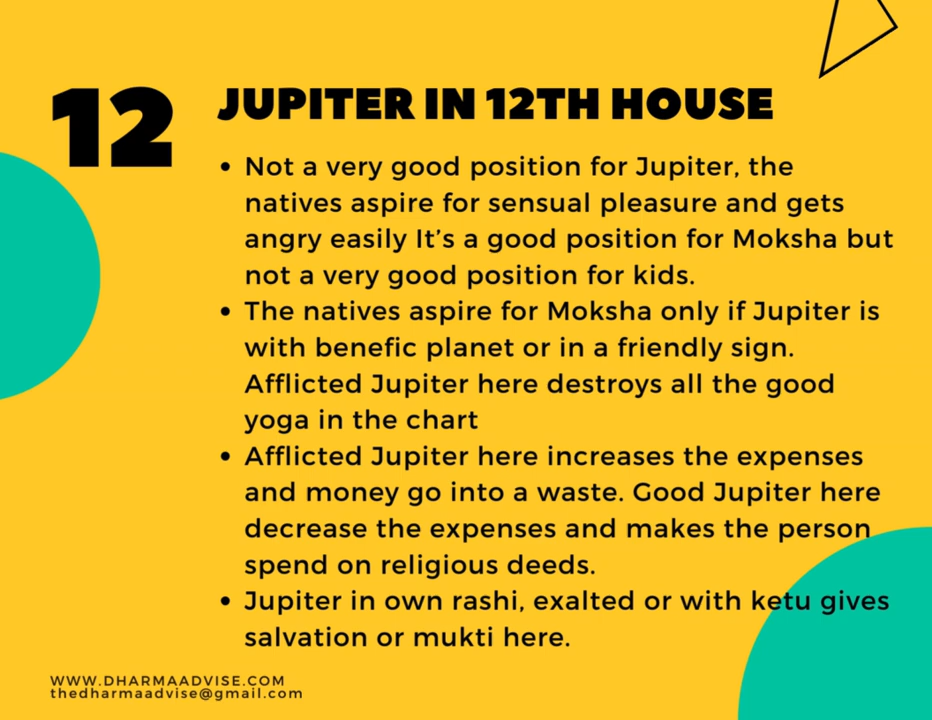 12
JUPITER IN 12TH HOUSE
• Not a very good position for Jupiter, the
natives aspire for sensual pleasure and gets
angry easily It's a good position for Moksha but
not a very good position for kids.
• The natives aspire for Moksha only if Jupiter is
with benefic planet or in a friendly sign.
Afflicted Jupiter here destroys all the good
yoga in the chart
• Afflicted Jupiter here increases the expenses
and money go into a waste. Good Jupiter here
decrease the expenses and makes the person
spend on religious deeds.
• Jupiter in own rashi, exalted or with ketu gives
salvation or mukti here.
WWW.DHARMAADVISE.COM
thedharmaadvise@gmail.com